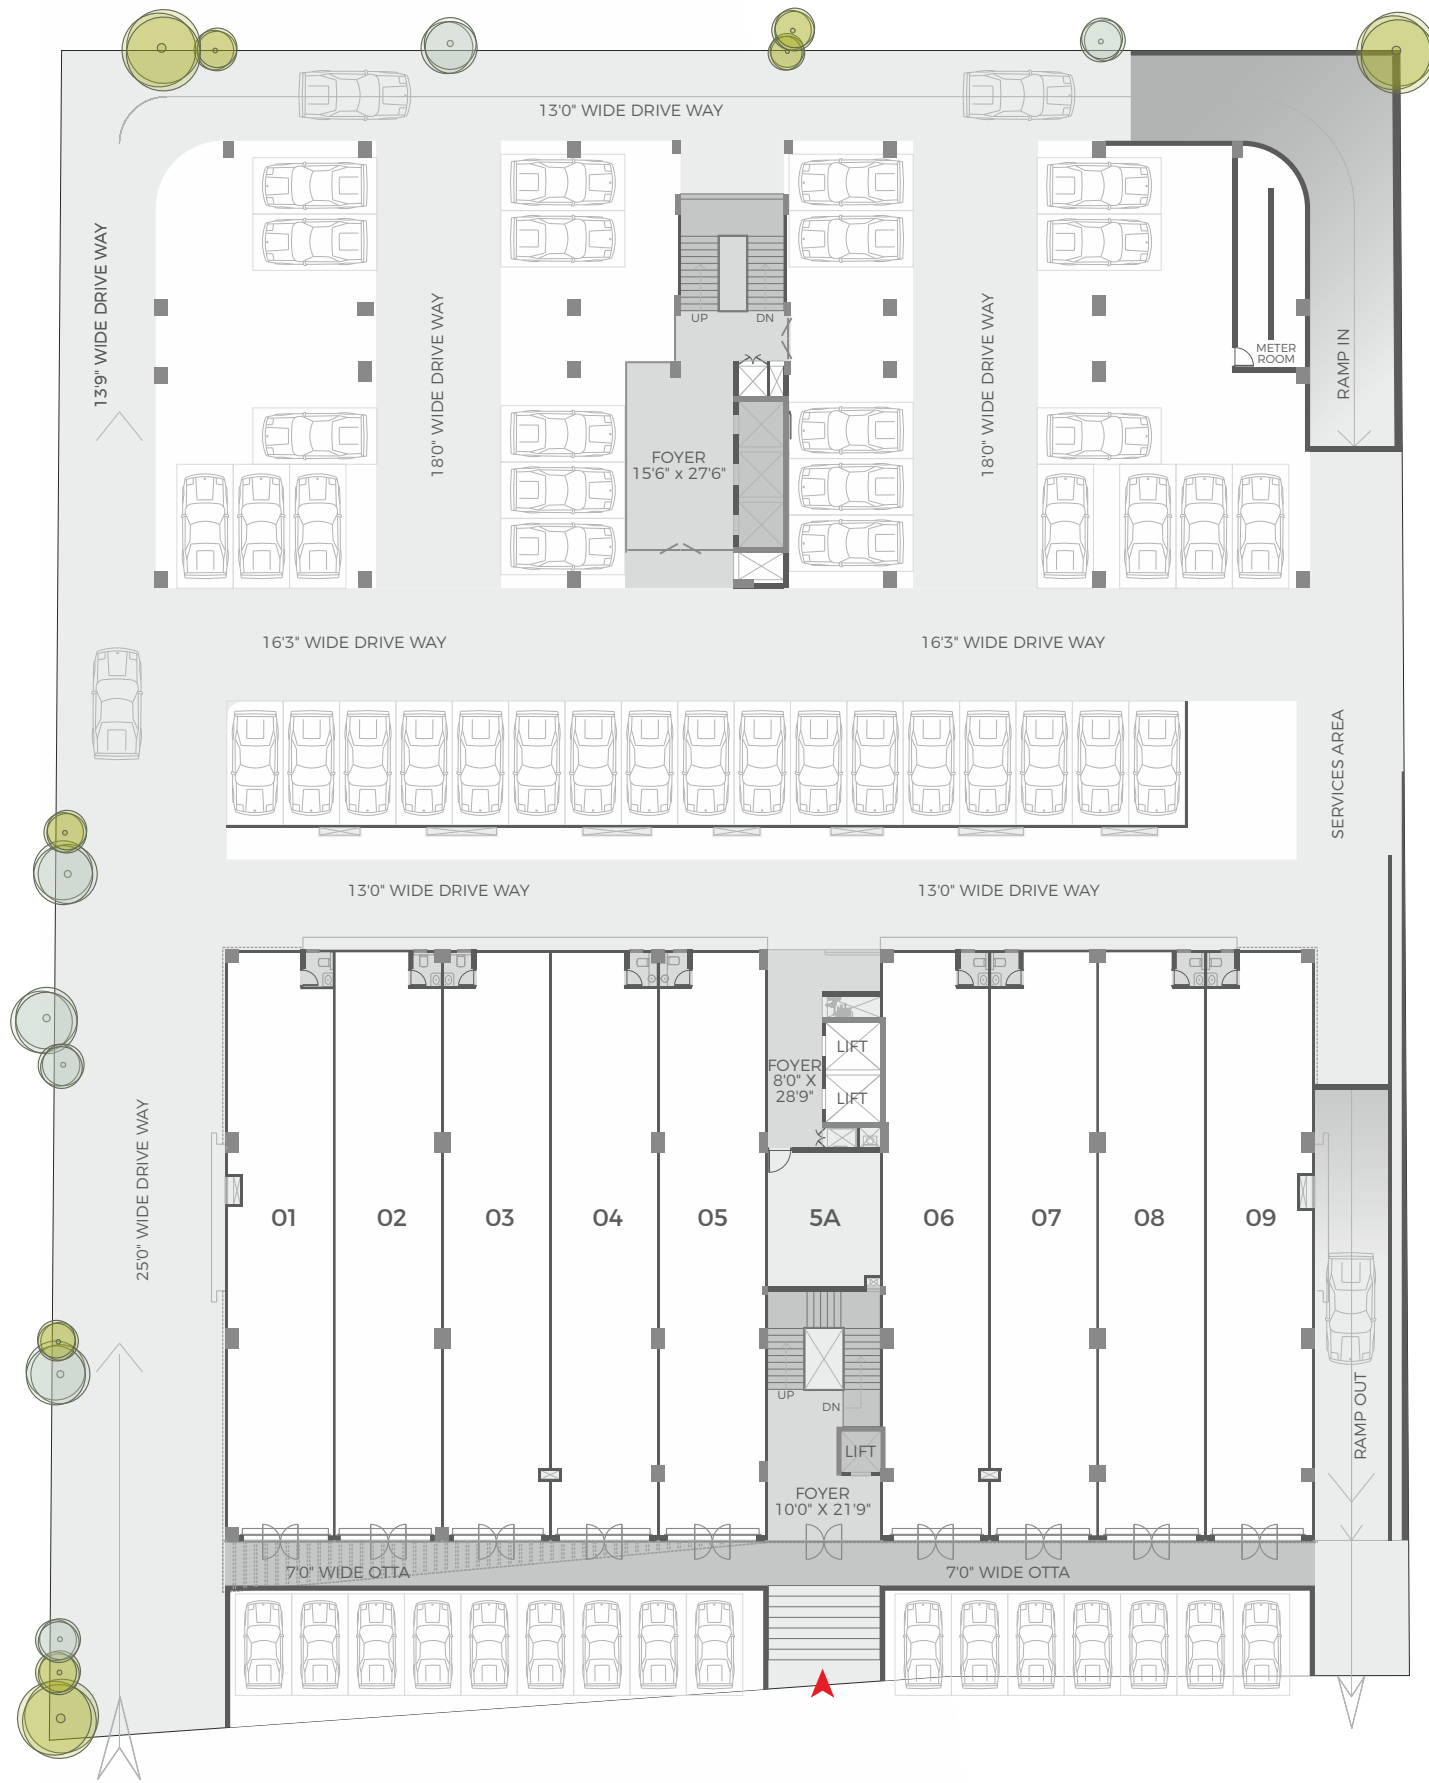 13'0" WIDE DRIVE WAY
13'9" WIDE DRIVE WAY
18'0" WIDE DRIVE WAY
UP
DN
18'0" WIDE DRIVE WAY
METER
ROOM
RAMP IN
FOYER
15'6" x 27'6"
16'3" WIDE DRIVE WAY
16'3" WIDE DRIVE WAY
SERVICES AREA
13'0" WIDE DRIVE WAY
13'0" WIDE DRIVE WAY
25'0" WIDE DRIVE WAY
LIFT
FOYER
8'0" X
28'9"
LIFT
01
02
03
04
05
5A
06
07
08
09
UP
DN
LIFT
RAMP OUT
FOYER
10'0" X 21'9"
7'0" WIDE OTTA
7'0" WIDE OTTA